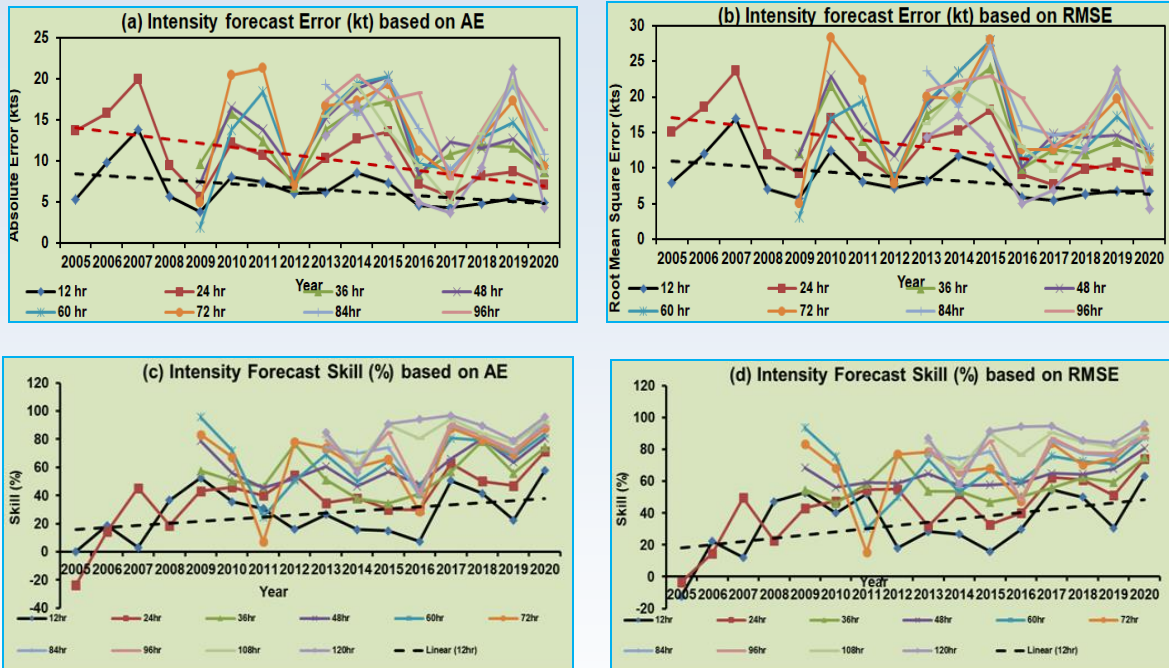 (a) Intensity forecast Error (kt) based on AE
Absolute Error (kts)
25
20
15
10
5
0
2005 2006 2007 2008 2009 2010 2011 2012 2013 2014 2015 2016 2017 2018 2019 2020
Year
12 hr 24 hr 36 hr 48 hr
60 hr 72 hr 84hr 96hr
(b) Intensity forecast Error (kt) based on RMSE
Root Mean Square Error (kts)
30
25
20
15
10
5
0
2005 2006 2007 2008 2009 2010 2011 2012 2013 2014 2015 2016 2017 2018 2019 2020
Year
12 hr 24 hr 36 hr 48 hr
60 hr 72 hr 84hr 96hr
(c) Intensity Forecast Skill (%) based on AE
Skill (%)
120
100
80
60
40
20
0
-20
-40
2005 2006 2007 2008 2009 2010 2011 2012 2013 2014 2015 2016 2017 2018 2019 2020
Year
12hr 24hr 36hr 48hr 60hr 72hr
84hr 96hr 108hr 120hr Linear (12hr)
(d) Intensity Forecast Skill (%) based on RMSE
Skill (%)
120
100
80
60
40
20
0
-20
2005 2006 2007 2008 2009 2010 2011 2012 2013 2014 2015 2016 2017 2018 2019 2020
Year
12hr 24hr 36hr 48hr 60hr 72hr
84hr 96hr 108hr 120hr Linear (12hr)